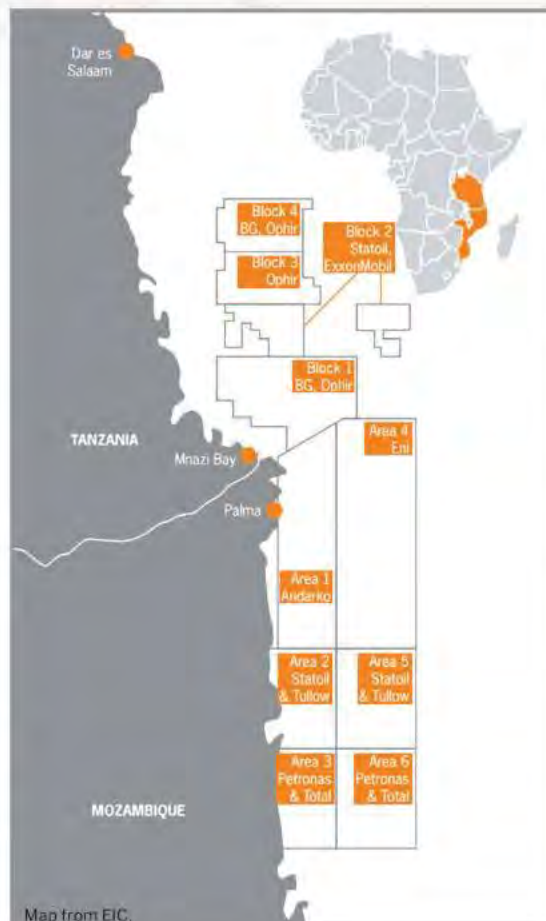 Dar es
Salaam
Block 4
BG, Ophir
Block 3
Ophir
Block 2
Statoil,
ExxonMobil
Block 1
BG, Ophir
TANZANIA
Mnazi Bay
Area 4
Eni
Palma
Area 1
Andarko
Area 2
Statoil
& Tullow
Area 5
Statoil
& Tullow
Area 3
Petronas
& Total
Area 6
Petronas
& Total
MOZAMBIQUE
Map from EIC.